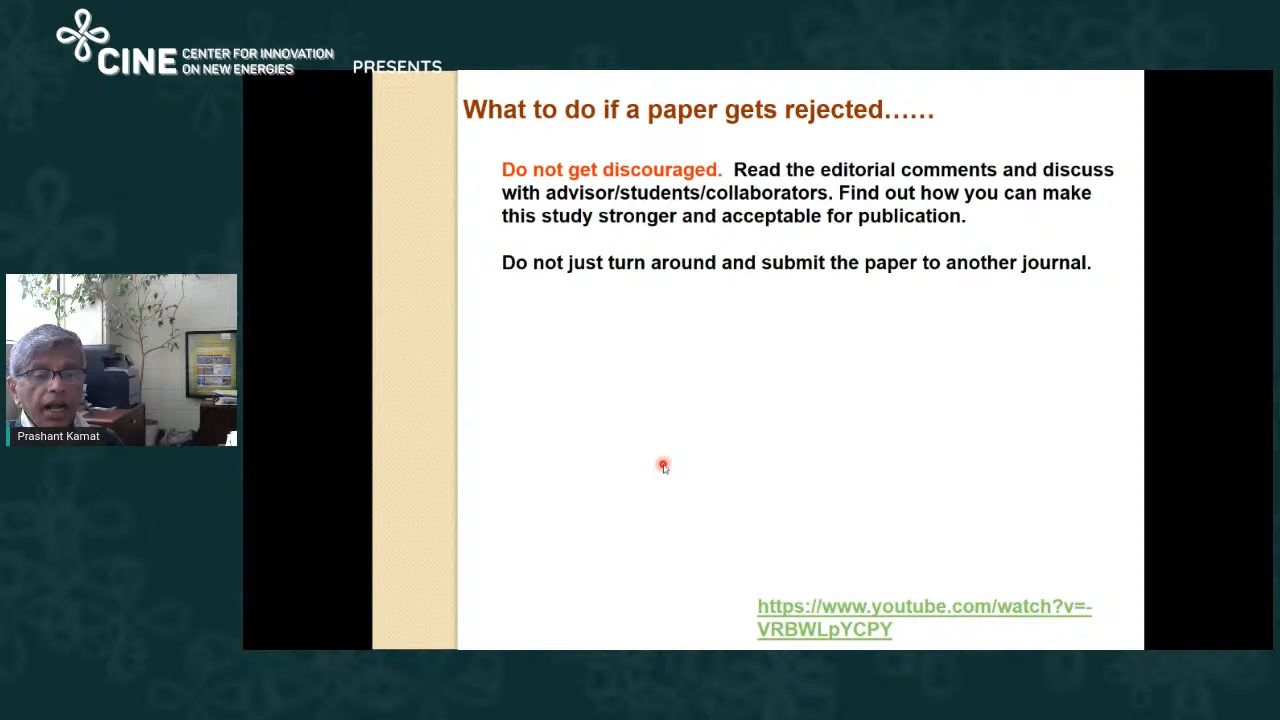 CINE
CENTER FOR INNOVATION
ON NEW ENERGIES
PRESENTS
What to do if a paper gets rejected……
Do not get discouraged. Read the editorial comments and discuss
with advisor/students/collaborators. Find out how you can make
this study stronger and acceptable for publication.
Do not just turn around and submit the paper to another journal.
Prashant Kamat
https://www.youtube.com/watch?v=-
VRBWLpYCPY